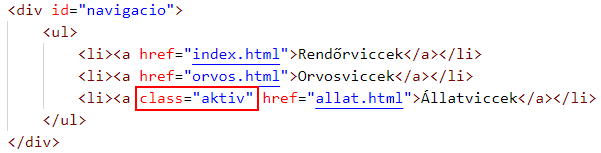 <div id="navigacio">
<ul>
<li><a href="index.html">Rendőrviccek</a></li>
<li><a href="orvos.html">Orvosviccek</a></li>
<li><a class="aktiv" href="allat.html">Állatviccek</a></li>
</ul>
</div>